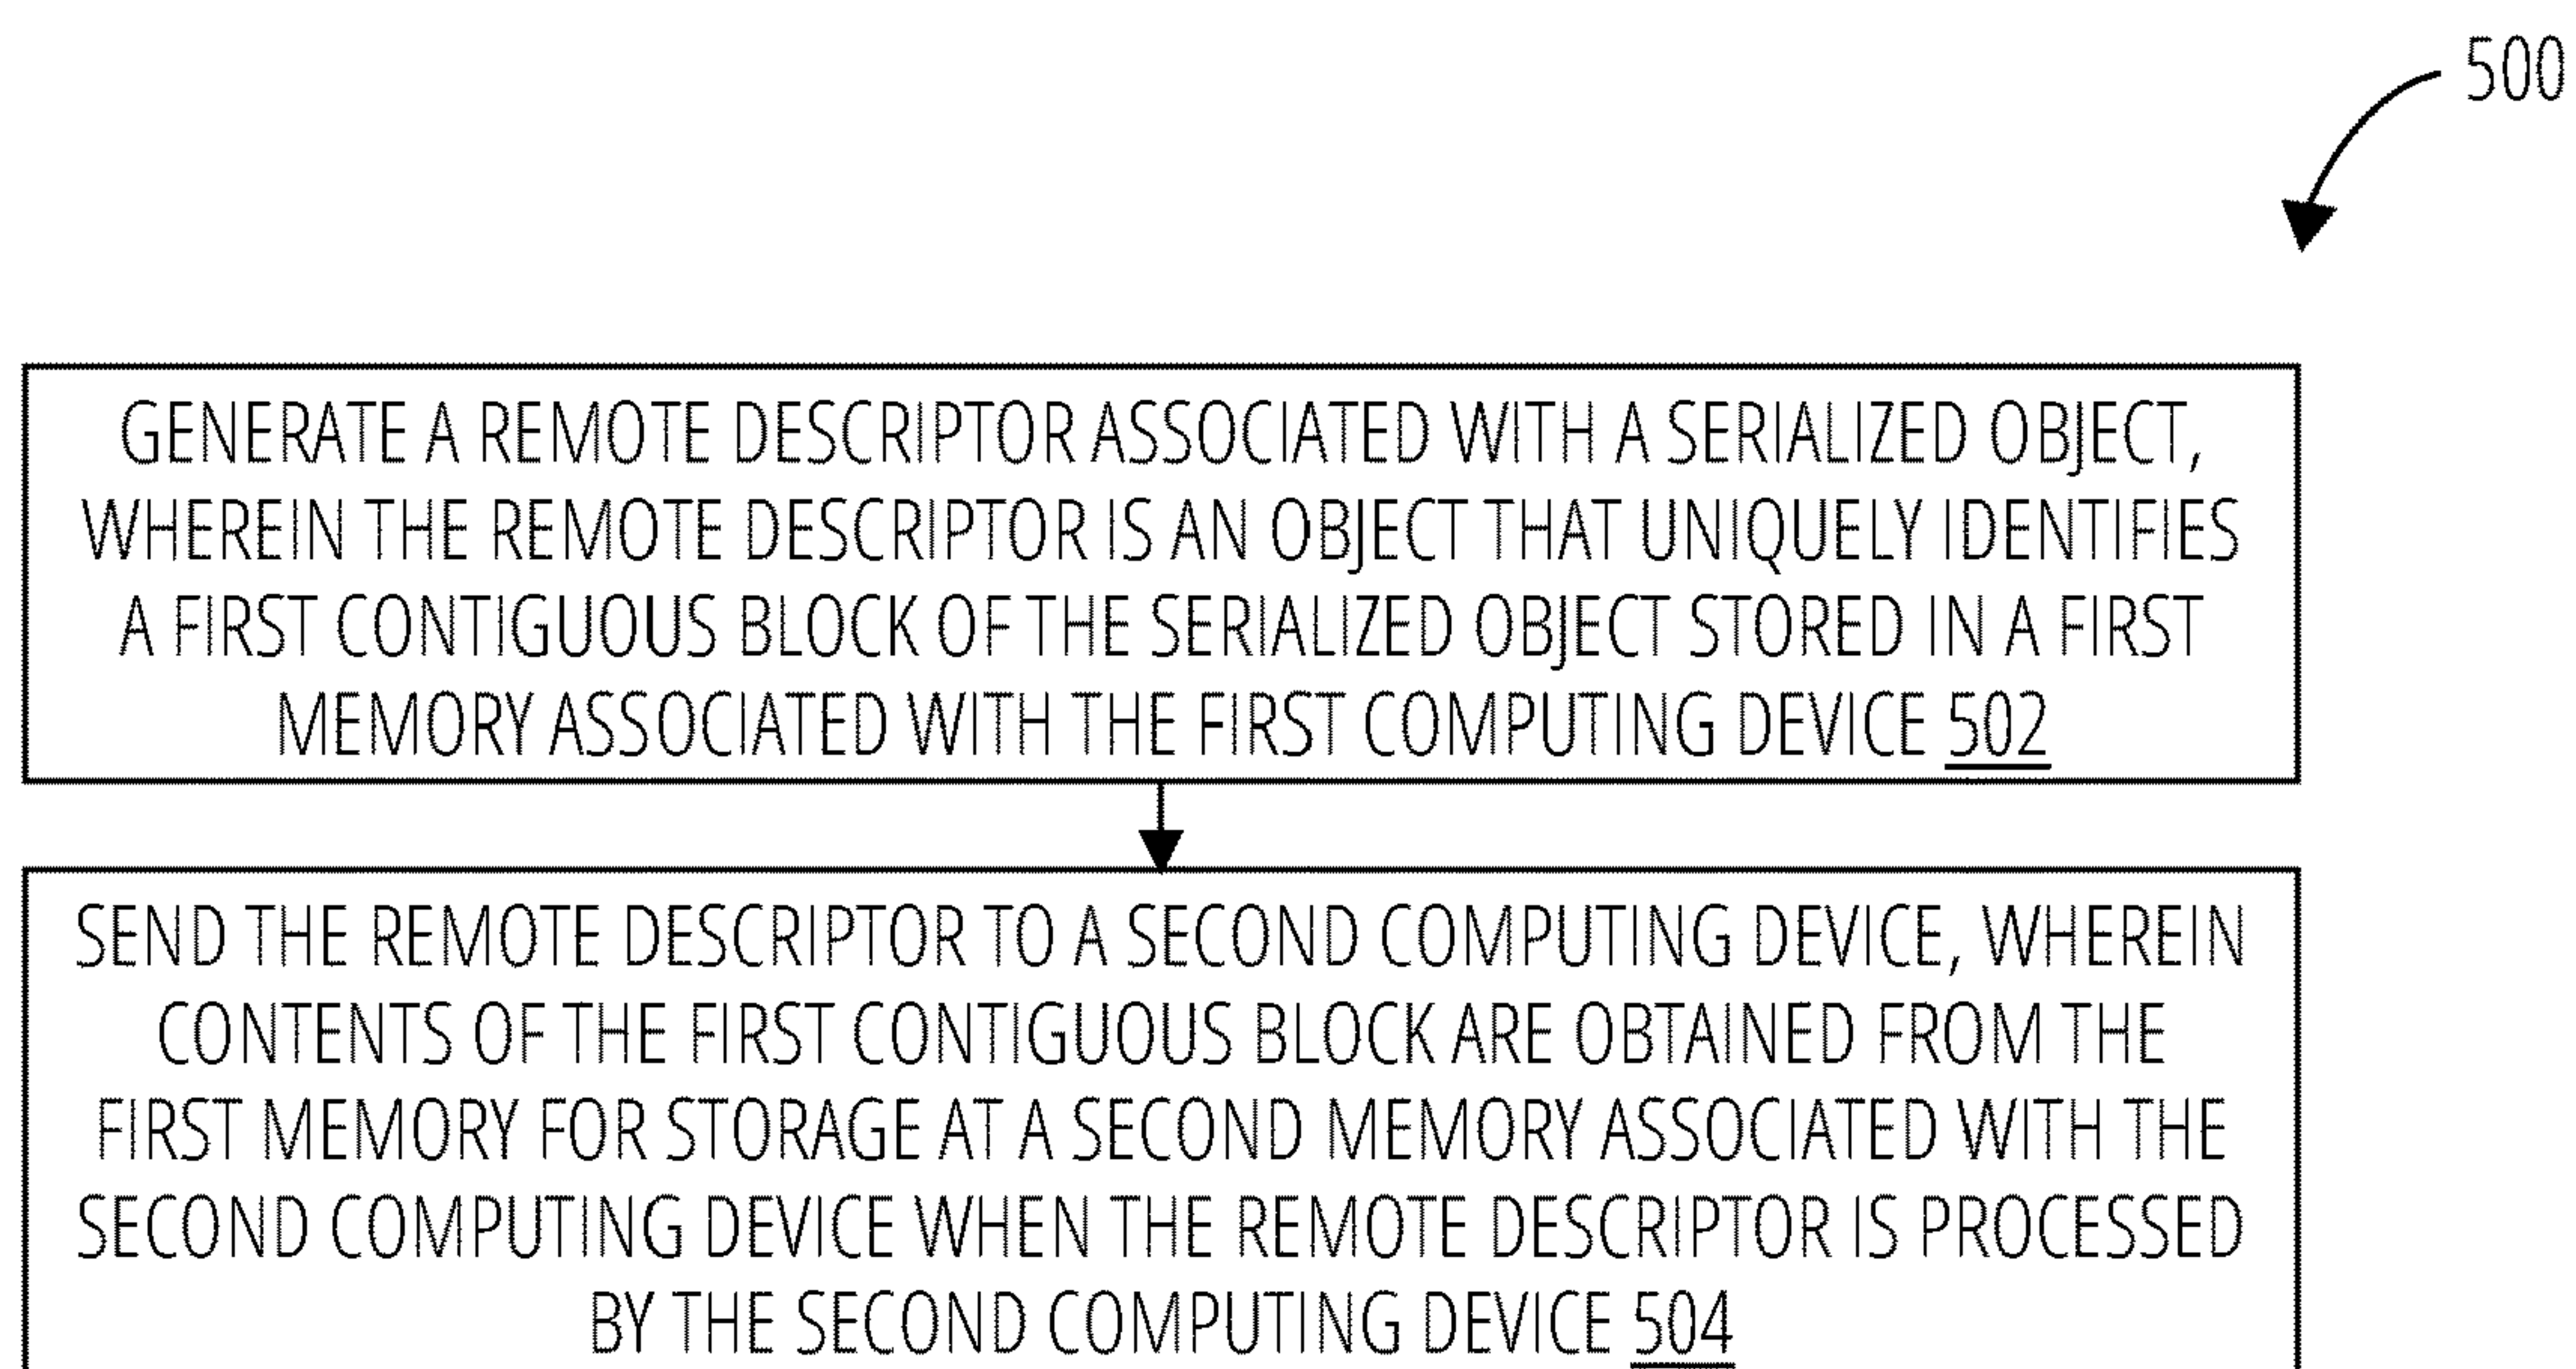 500
GENERATE A REMOTE DESCRIPTOR ASSOCIATED WITH A SERIALIZED OBJECT,
WHEREIN THE REMOTE DESCRIPTOR IS AN OBJECT THAT UNIQUELY IDENTIFIES
A FIRST CONTIGUOUS BLOCK OF THE SERIALIZED OBJECT STORED IN A FIRST
MEMORY ASSOCIATED WITH THE FIRST COMPUTING DEVICE 502
SEND THE REMOTE DESCRIPTOR TO A SECOND COMPUTING DEVICE, WHEREIN
CONTENTS OF THE FIRST CONTIGUOUS BLOCK ARE OBTAINED FROM THE
FIRST MEMORY FOR STORAGE AT A SECOND MEMORY ASSOCIATED WITH THE
SECOND COMPUTING DEVICE WHEN THE REMOTE DESCRIPTOR IS PROCESSED
BY THE SECOND COMPUTING DEVICE 504